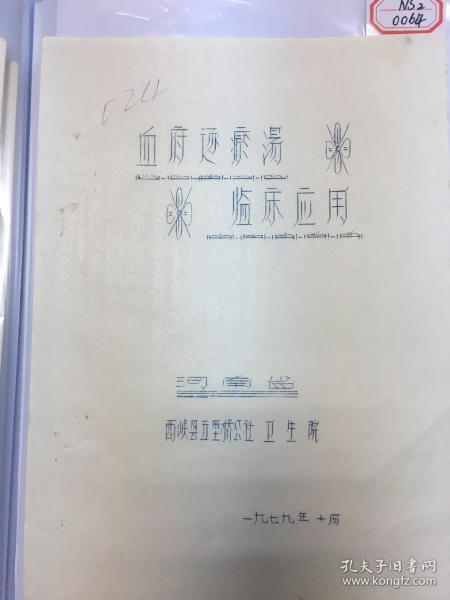 NS2
0064
024
血府逐瘀湯
临床应用
河南省
西峡县五里桥公社卫生院
一九七九年十月
孔夫子旧书网
www.kongfz.com